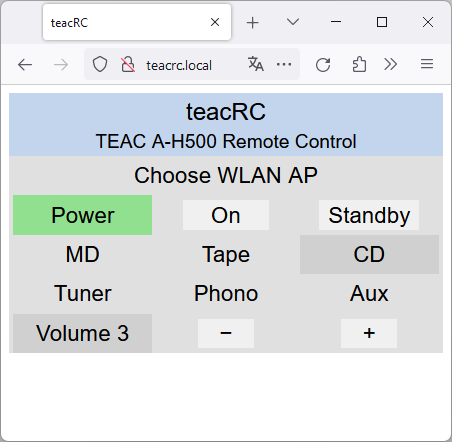 teacRC
teacrc.local
teacRC
TEAC A-H500 Remote Control
Choose WLAN AP
Power On Standby
MD Tape CD
Tuner Phono Aux
Volume 3 − +